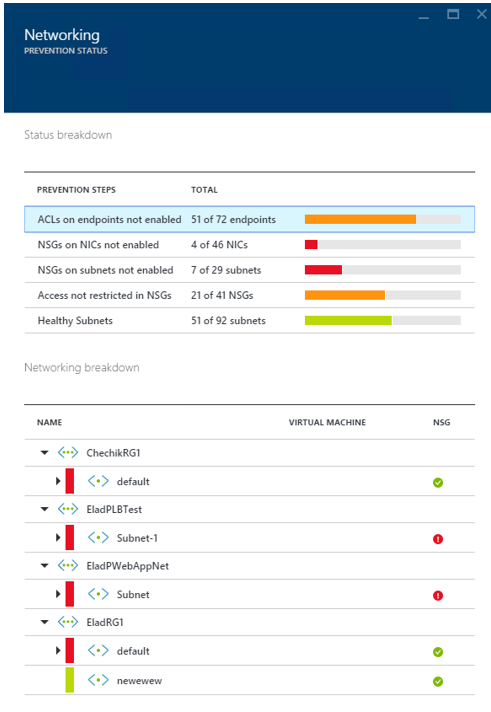 Networking
PREVENTION STATUS
Status breakdown
PREVENTION STEPS TOTAL
ACLs on endpoints not enabled 51 of 72 endpoints
NSGs on NICs not enabled 4 of 46 NICs
NSGs on subnets not enabled 7 of 29 subnets
Access not restricted in NSGs 21 of 41 NSGs
Healthy Subnets 51 of 92 subnets
Networking breakdown
NAME VIRTUAL MACHINE NSG
ChechikRG1
default
EladPLBTest
Subnet-1
EladPWebAppNet
Subnet
EladRG1
default
newewew